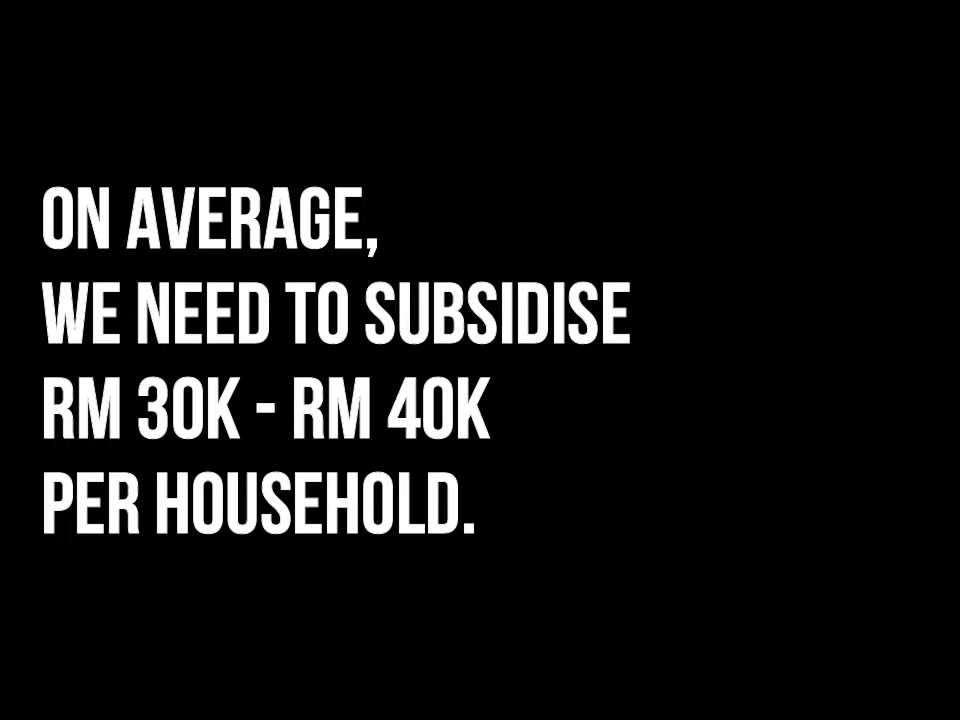 ON AVERAGE,
WE NEED TO SUBSIDISE
RM 30K - RM 40K
PER HOUSEHOLD.